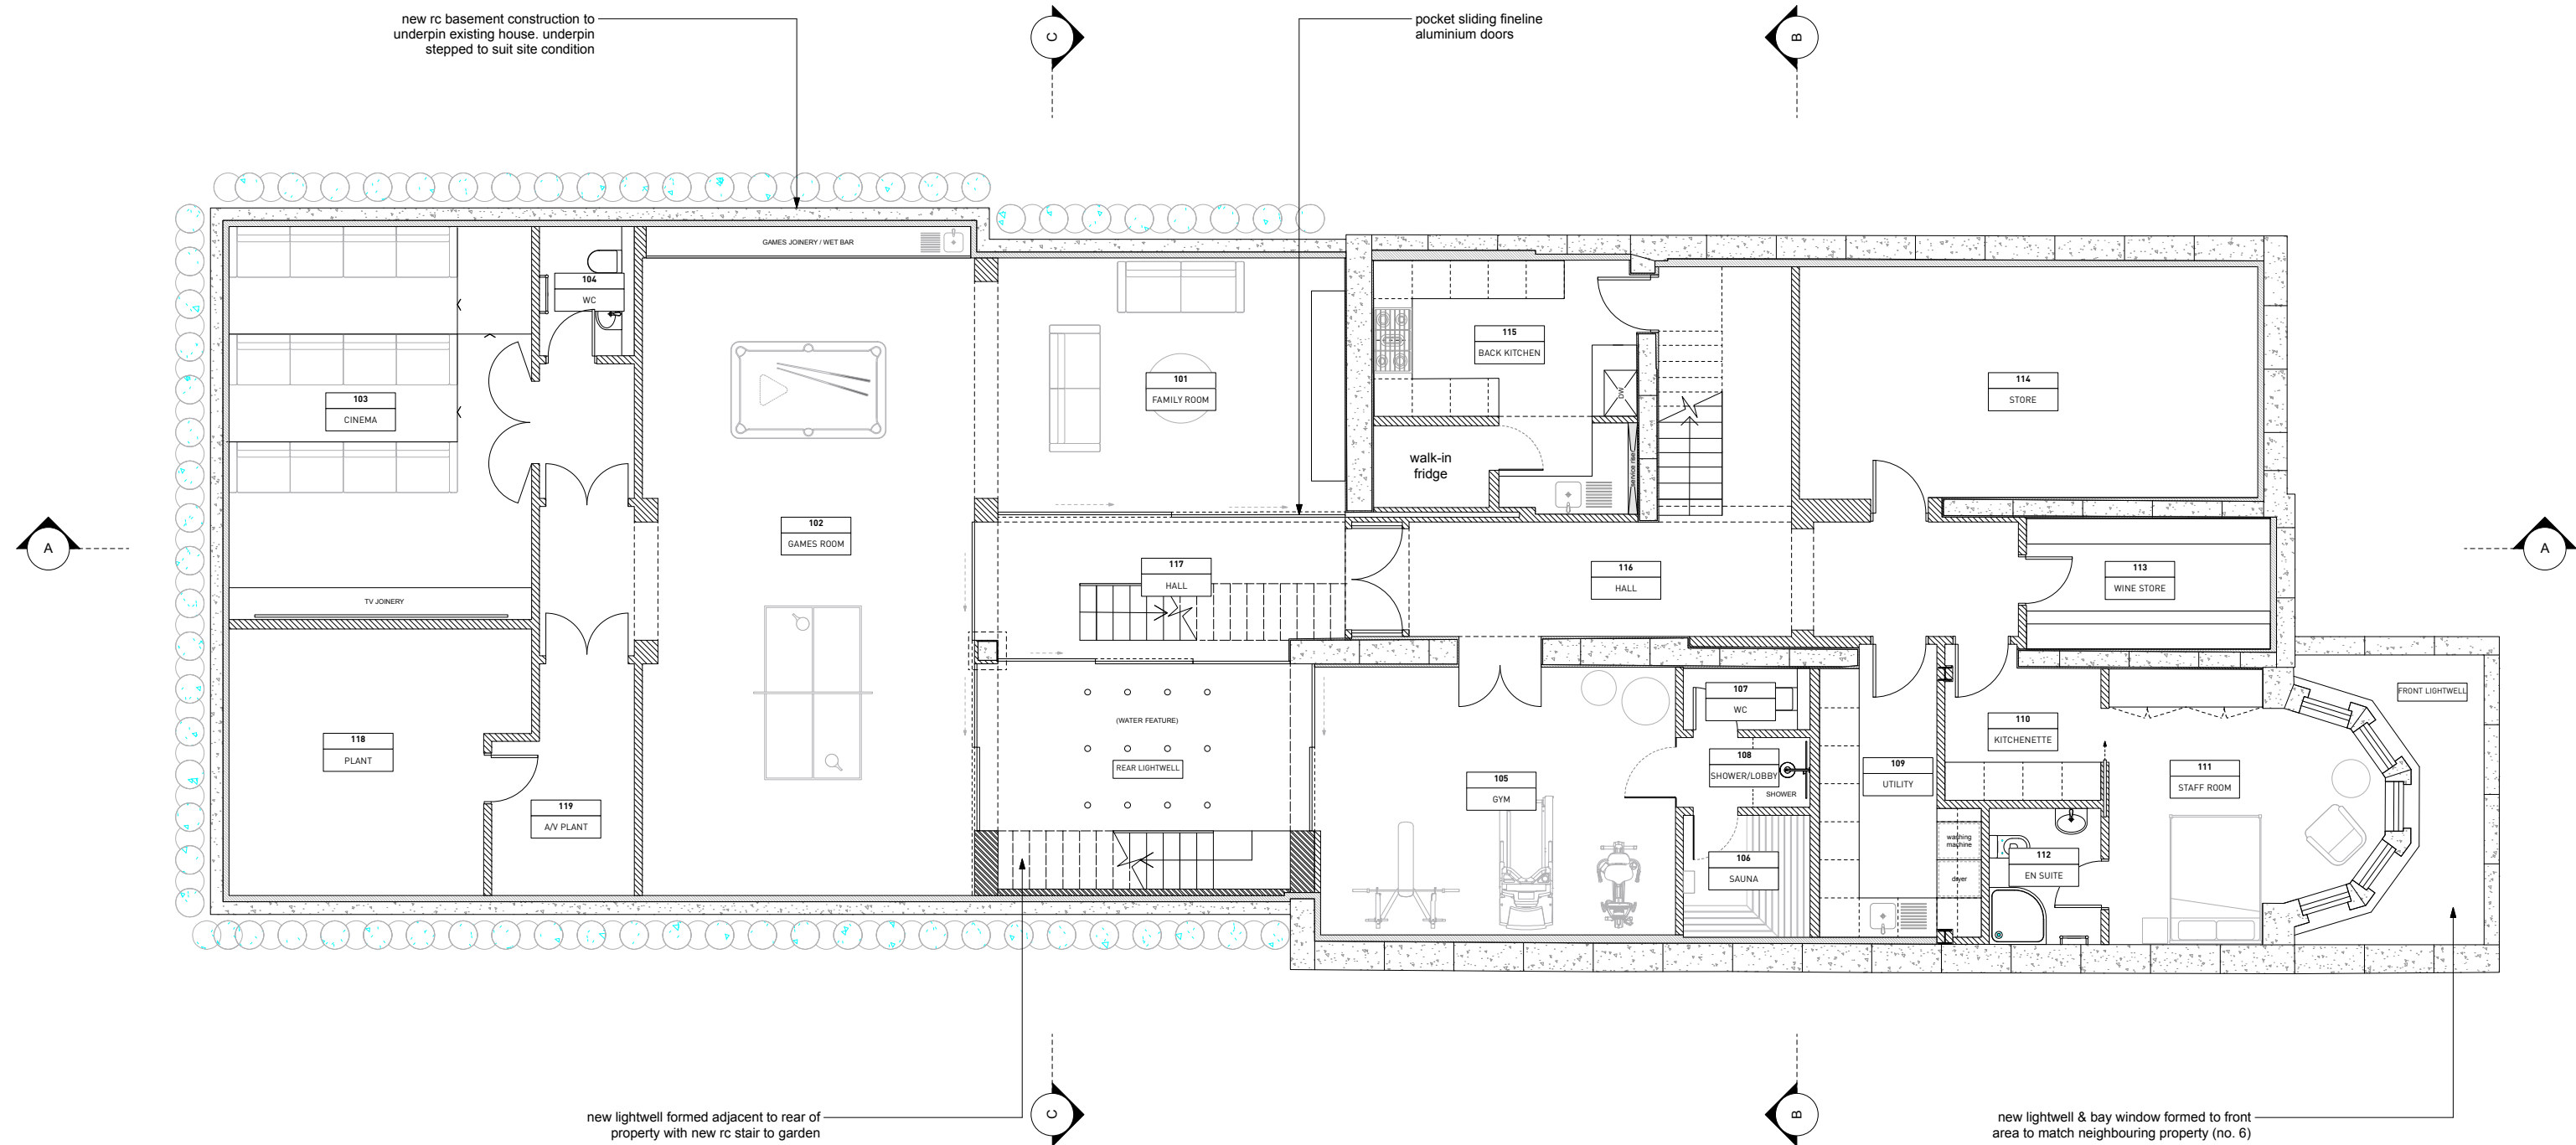 new rc basement construction to
underpin existing house. underpin
stepped to suit site condition
C
pocket sliding fineline
aluminium doors
B
GAMES JOINERY / WET BAR
104
WC
115
BACK KITCHEN
101
FAMILY ROOM
114
STORE
103
CINEMA
DW
walk-in
fridge
service riser
102
GAMES ROOM
A
A
117
HALL
116
HALL
113
WINE STORE
TV JOINERY
107
WC
FRONT LIGHTWELL
(WATER FEATURE)
110
KITCHENETTE
118
PLANT
108
SHOWER/LOBBY
REAR LIGHTWELL
109
UTILITY
111
STAFF ROOM
105
GYM
SHOWER
119
A/V PLANT
washing
machine
112
EN SUITE
106
SAUNA
dryer
new lightwell formed adjacent to rear of
property with new rc stair to garden
C
B
new lightwell & bay window formed to front
area to match neighbouring property (no. 6)